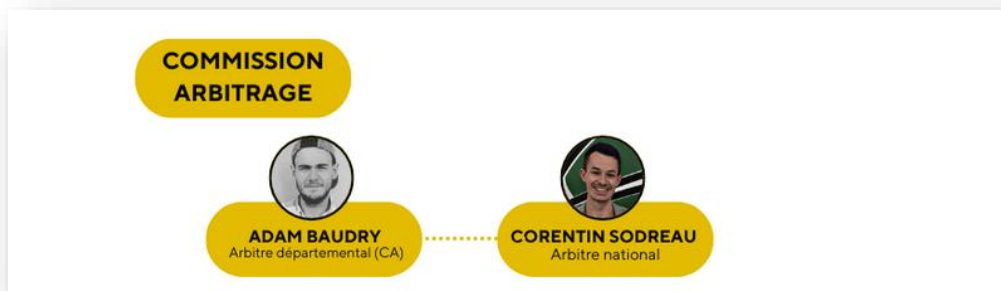 COMMISSION
ARBITRAGE
ADAM BAUDRY
Arbitre départemental (CA)
CORENTIN SODREAU
Arbitre national